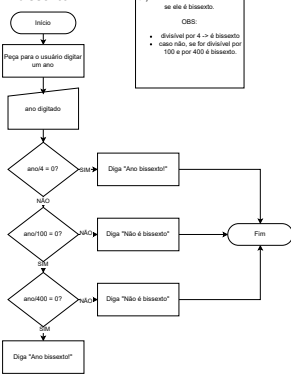 se ele é bissexto.
OBS:
divisível por 4 -> é bissexto
caso não, se for divisível por
100 e por 400 é bissexto.
Início
Peça para o usuário digitar
um ano
ano digitado
ano/4 = 0?
SIM
Diga "Ano bissexto!"
NÃO
ano/100 = 0?
NÃO
Diga "Não é bissexto"
Fim
SIM
ano/400 = 0?
NÃO
Diga "Não é bissexto"
SIM
Diga "Ano bissexto!"